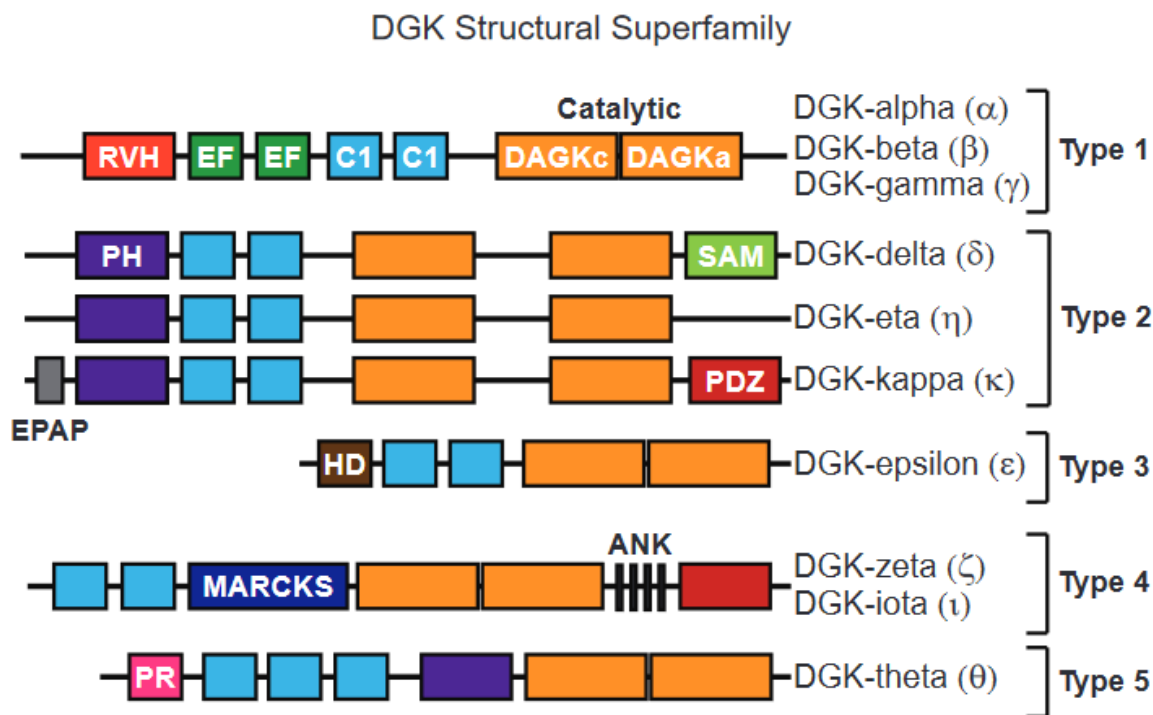 DGK Structural Superfamily
Catalytic
RVH EF EF C1 C1 DAGKc DAGKa
DGK-alpha (α)
DGK-beta (β)
DGK-gamma (γ)
Type 1
PH SAM DGK-delta (δ)
DGK-eta (η)
Type 2
PDZ DGK-kappa (κ)
EPAP
HD DGK-epsilon (ε) Type 3
ANK
MARCKS
DGK-zeta (ζ)
DGK-iota (ι)
Type 4
PR DGK-theta (θ) Type 5